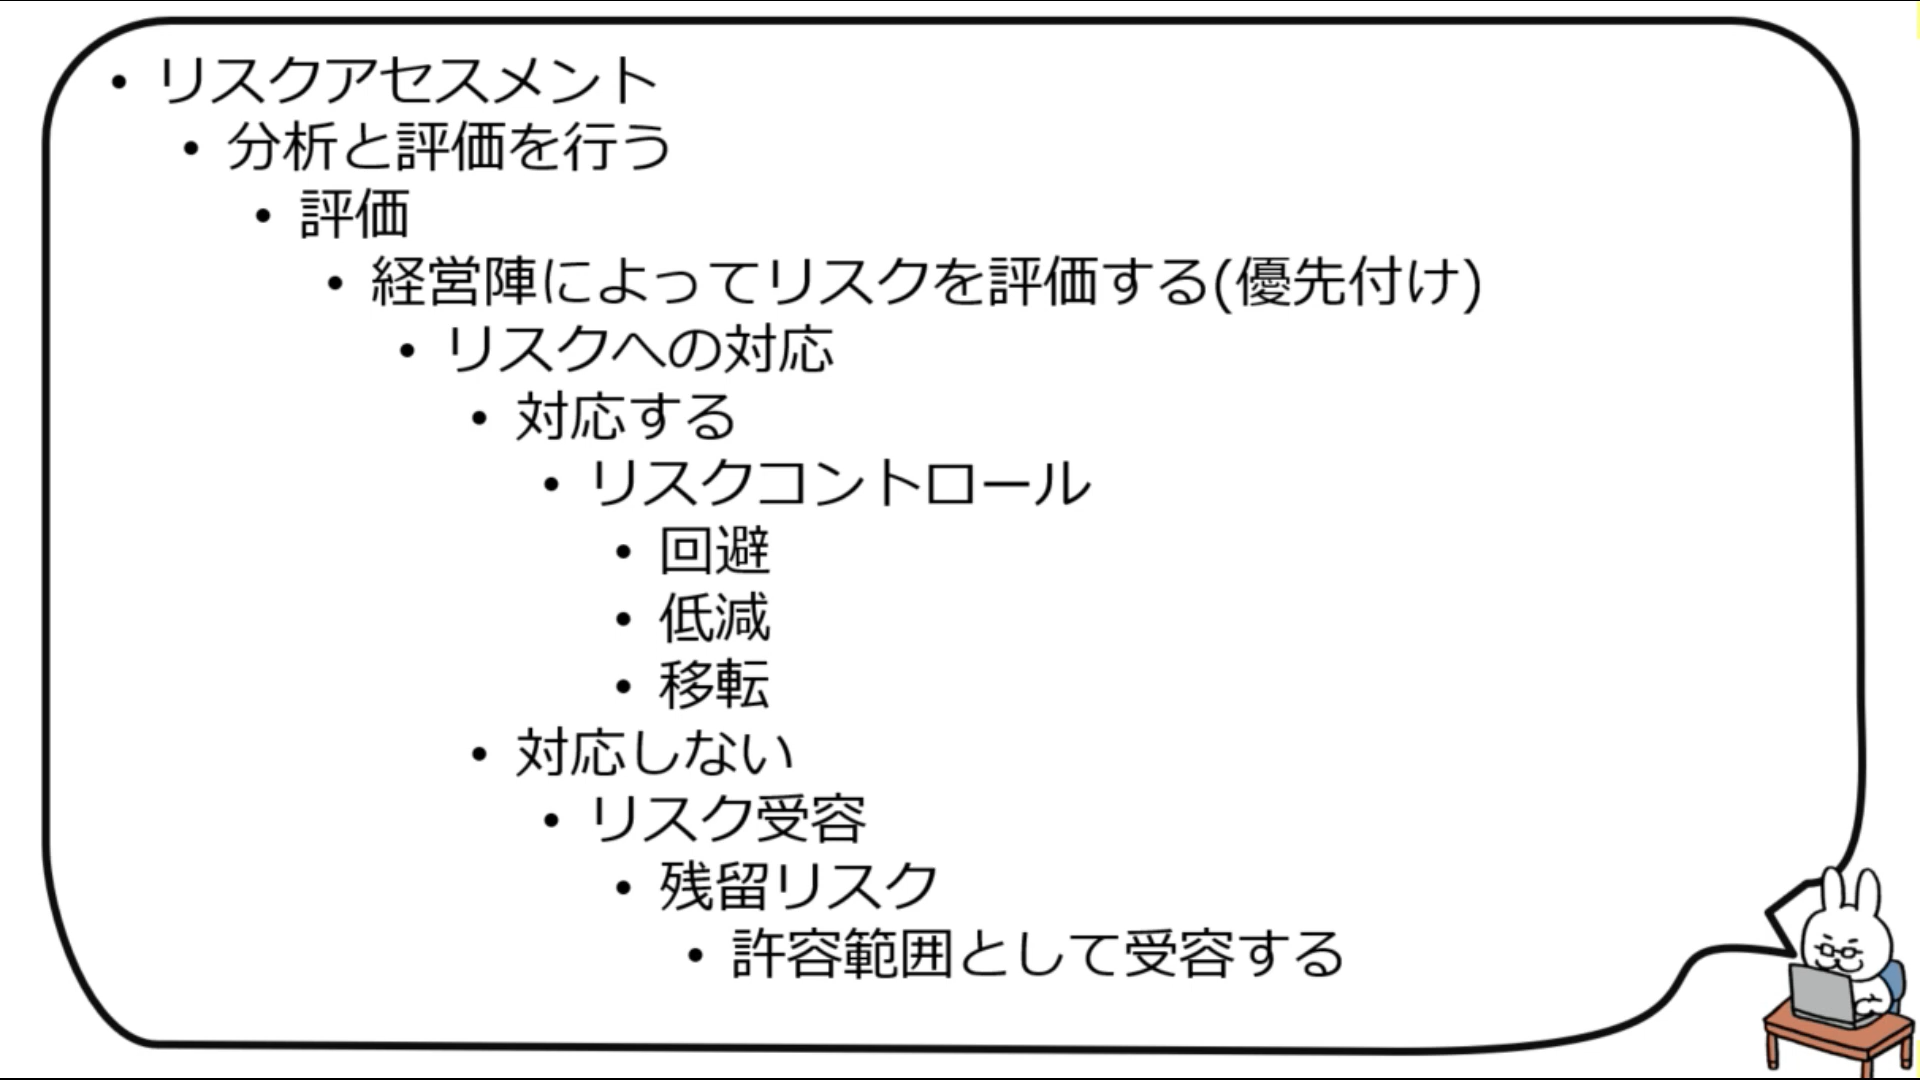 • リスクアセスメント
• 分析と評価を行う
• 評価
• 経営陣によってリスクを評価する(優先付け)
• リスクへの対応
• 対応する
• リスクコントロール
• 回避
• 低減
• 移転
• 対応しない
• リスク受容
• 残留リスク
• 許容範囲として受容する